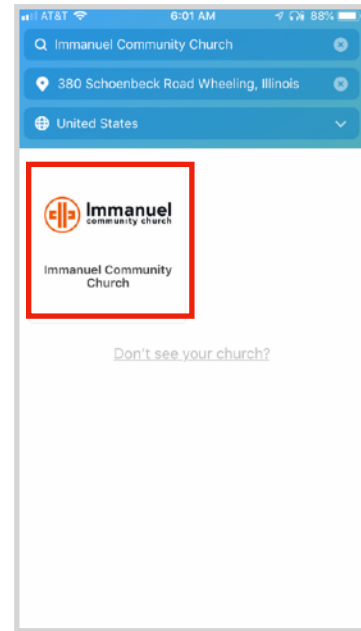 AT&T 6:01 AM 88%
Immanuel Community Church
380 Schoenbeck Road Wheeling, Illinois
United States
Immanuel
community church
Immanuel Community
Church
Don't see your church?